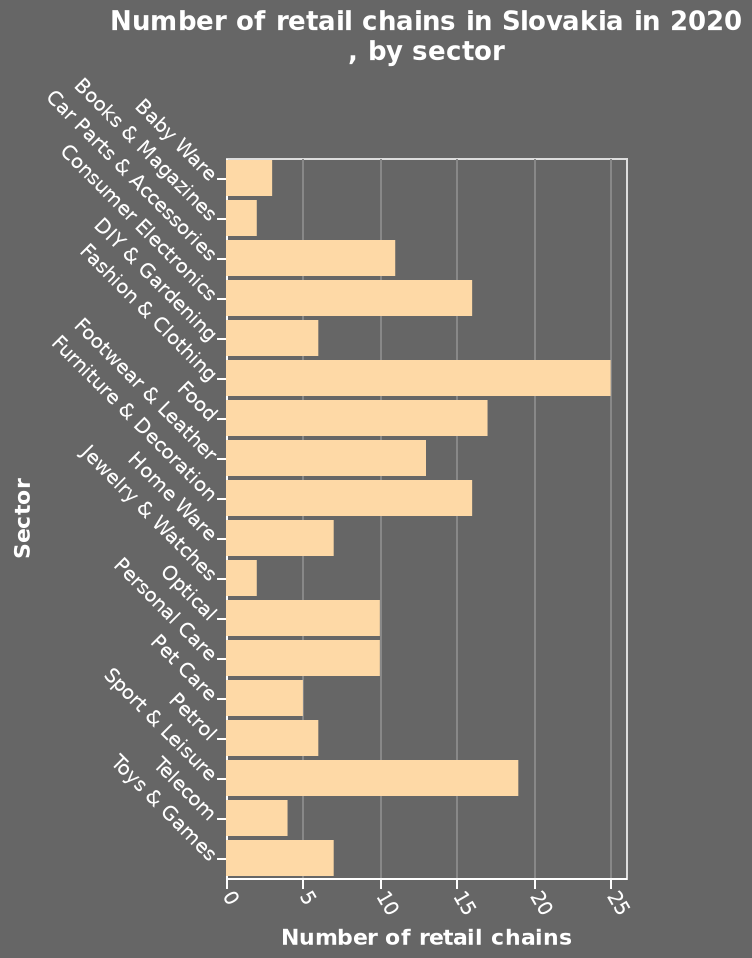 Number of retail chains in Slovakia in 2020
, by sector
Baby Ware
Books & Magazines
Car Parts & Accessories
Consumer Electronics
DIY & Gardening
Fashion & Clothing
Food
Footwear & Leather
Furniture & Decoration
Home Ware
Jewelry & Watches
Optical
Personal Care
Pet Care
Petrol
Sport & Leisure
Telecom
Toys & Games
Sector
0 5 10 15 20 25
Number of retail chains